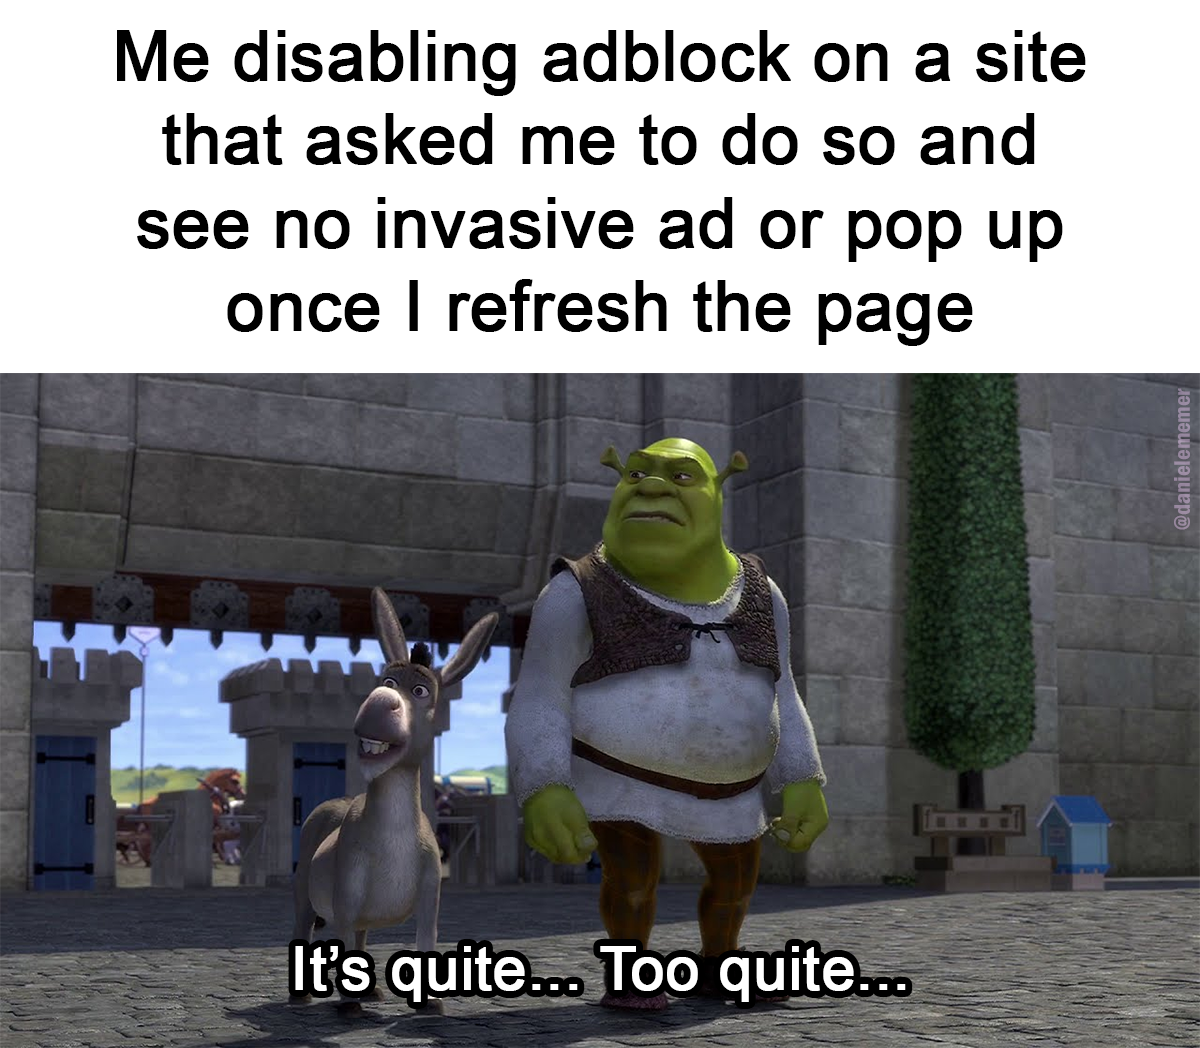 Me disabling adblock on a site
that asked me to do so and
see no invasive ad or pop up
once I refresh the page
@danielememer
It's quite... Too quite...